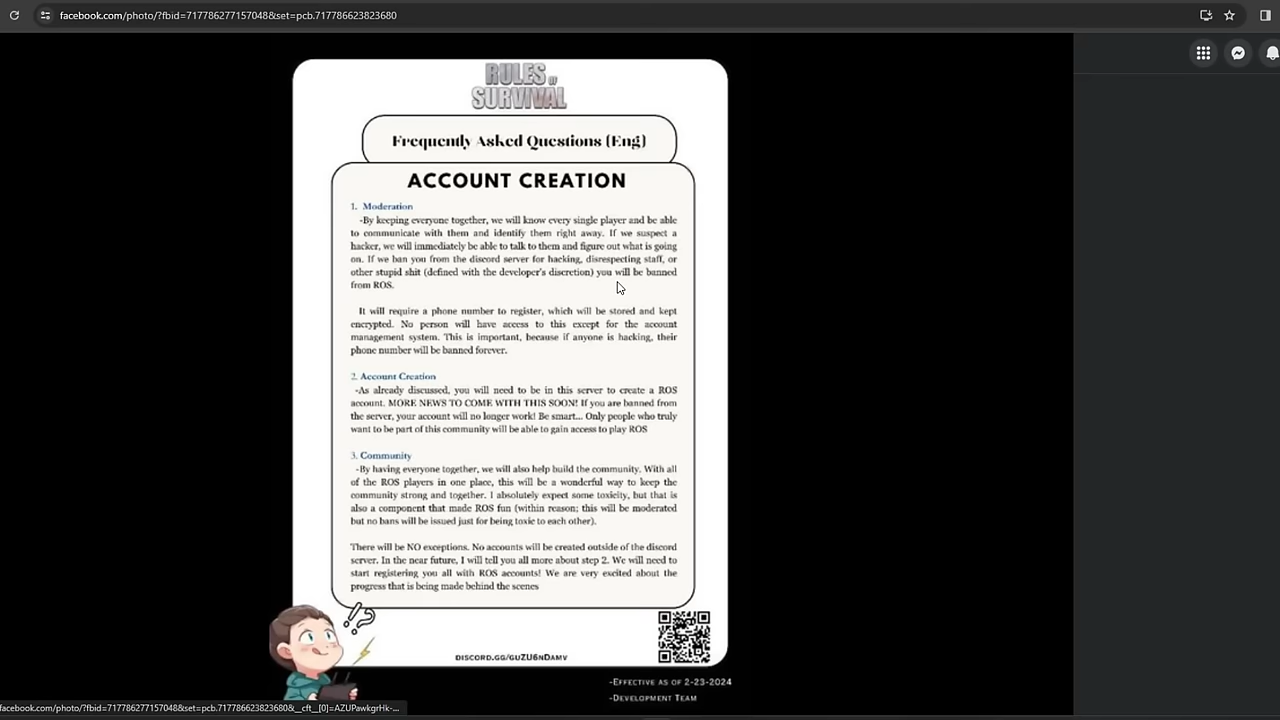 facebook.com/photo/?fbid=717786277157048&set=pcb.717786623823680
RULES OF
SURVIVAL
Frequently Asked Questions (Eng)
ACCOUNT CREATION
1. Moderation
-By keeping everyone together, we will know every single player and be able
to communicate with them and identify them right away. If we suspect a
hacker, we will immediately be able to talk to them and figure out what is going
on. If we ban you from the discord server for hacking, disrespecting staff, or
other stupid shit (defined with the developer's discretion) you will be banned
from ROS.
It will require a phone number to register, which will be stored and kept
encrypted. No person will have access to this except for the account
management system. This is important, because if anyone is hacking, their
phone number will be banned forever.
2. Account Creation
-As already discussed, you will need to be in this server to create a ROS
account. MORE NEWS TO COME WITH THIS SOON! If you are banned from
the server, your account will no longer work! Be smart... Only people who truly
want to be part of this community will be able to gain access to play ROS
3. Community
-By having everyone together, we will also help build the community. With all
of the ROS players in one place, this will be a wonderful way to keep the
community strong and together. I absolutely expect some toxicity, but that is
also a component that made ROS fun (within reason; this will be moderated
but no bans will be issued just for being toxic to each other).
There will be NO exceptions. No accounts will be created outside of the discord
server. In the near future, I will tell you all more about step 2. We will need to
start registering you all with ROS accounts! We are very excited about the
progress that is being made behind the scenes
!?
DISCORD.GG/GUZU6NDAMV
-EFFECTIVE AS OF 2-23-2024
-DEVELOPMENT TEAM
facebook.com/photo/?fbid=717786277157048&set=pcb.717786623823680&__cft__[0]=AZUPawkgrHk-...